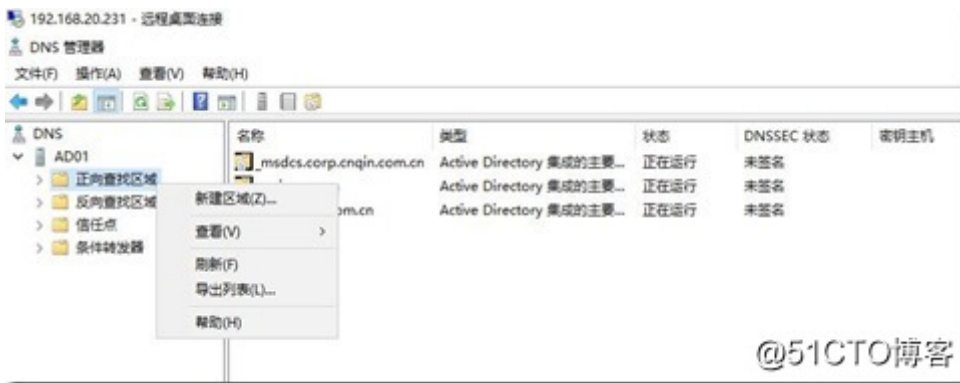 192.168.20.231 - 远程桌面连接
DNS 管理器
文件(F) 操作(A) 查看(V) 帮助(H)
DNS
AD01
正向查找区域
反向查找区域
信任点
条件转发器
名称 类型 状态 DNSSEC 状态 密钥主机
_msdcs.corp.cnqin.com.cn Active Directory 集成的主要... 正在运行 未签名
Active Directory 集成的主要... 正在运行 未签名
om.cn Active Directory 集成的主要... 正在运行 未签名
新建区域(Z)...
查看(V)
刷新(F)
导出列表(L)...
帮助(H)
@51CTO博客